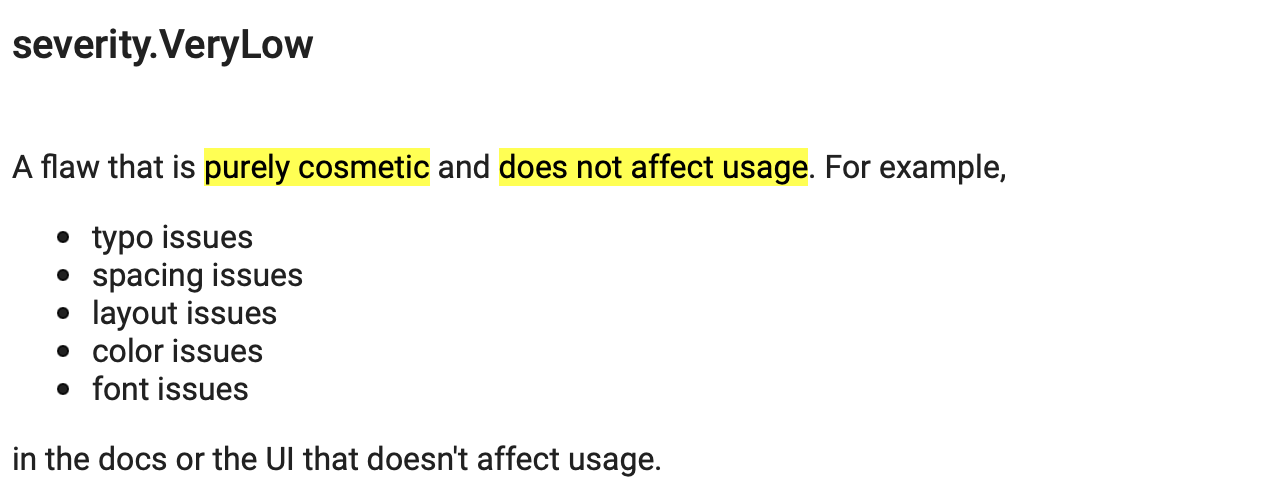 severity.VeryLow
A flaw that is purely cosmetic and does not affect usage. For example,
typo issues
spacing issues
layout issues
color issues
font issues
in the docs or the UI that doesn't affect usage.